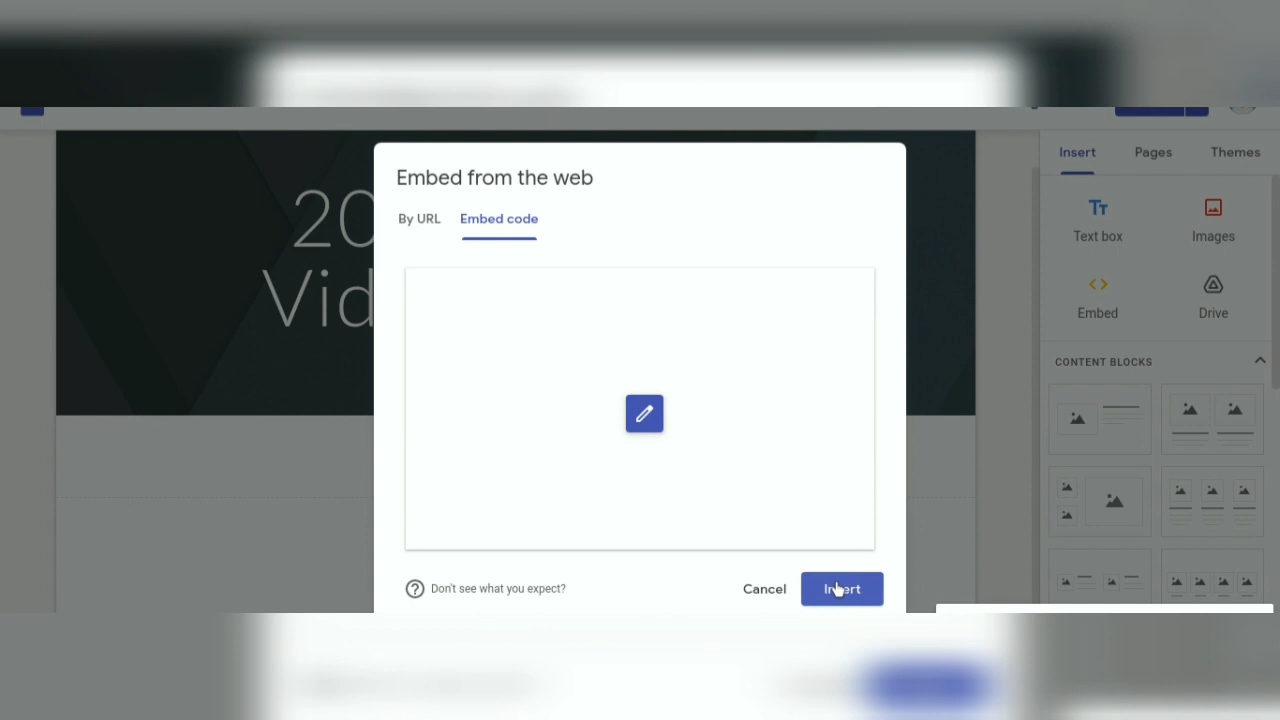 Insert
Pages
Themes
Embed from the web
By URL
Embed code
20
Vid
Text box
Images
Embed
Drive
CONTENT BLOCKS
Don't see what you expect?
Cancel
Insert